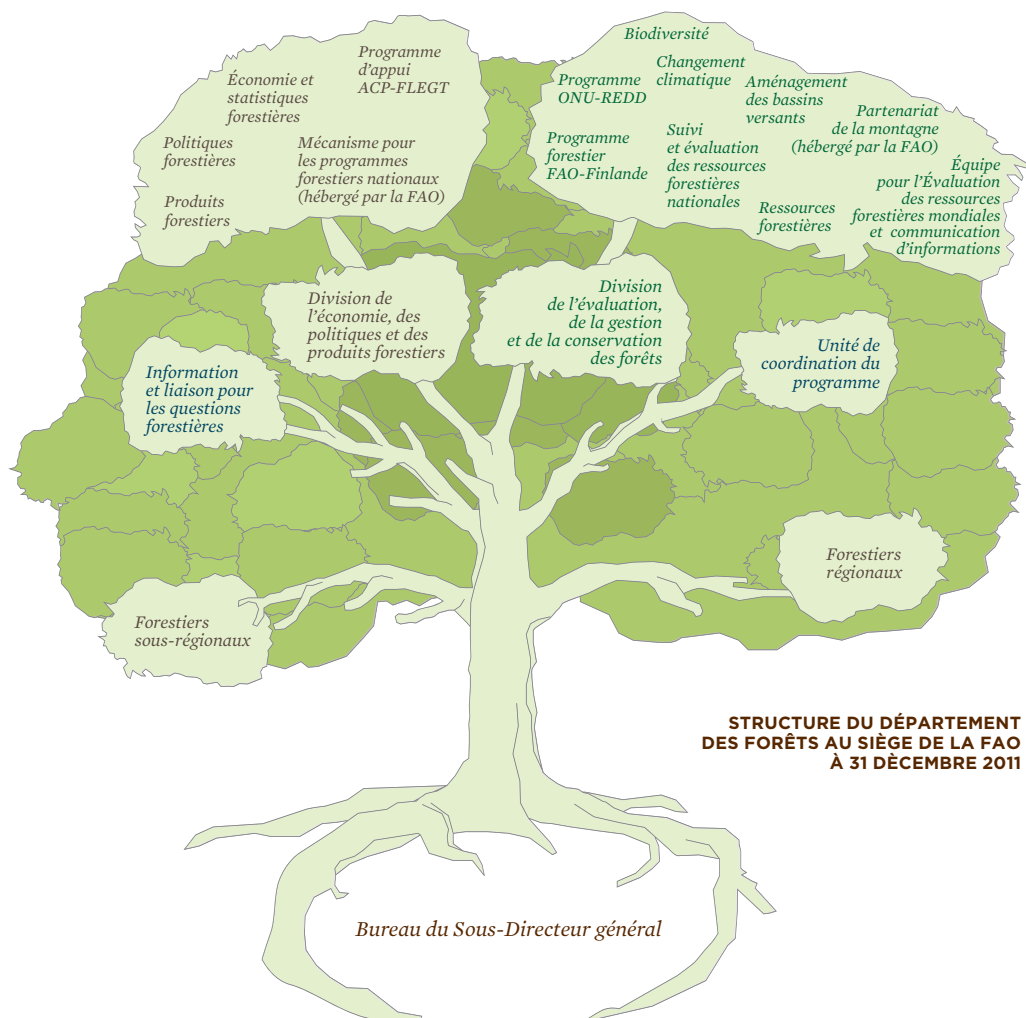 Programme
d'appui
ACP-FLEGT
Économie et
statistiques
forestières
Politiques
forestières
Mécanisme pour
les programmes
forestiers nationaux
(hébergé par la FAO)
Produits
forestiers
Biodiversité
Changement
climatique
Programme
ONU-REDD
Aménagement
des bassins
versants
Partenariat
de la montagne
(hébergé par la FAO)
Programme
forestier
FAO-Finlande
Suivi
et évaluation
des ressources
forestières
nationales
Équipe
pour l'Évaluation
des ressources
forestières mondiales
et communication
d'informations
Ressources
forestières
Division de
l'économie, des
politiques et des
produits forestiers
Division
de l'évaluation,
de la gestion
et de la conservation
des forêts
Information
et liaison pour
les questions
forestières
Unité de
coordination du
programme
Forestiers
régionaux
Forestiers
sous-régionaux
STRUCTURE DU DÉPARTEMENT
DES FORÊTS AU SIÈGE DE LA FAO
À 31 DÈCEMBRE 2011
Bureau du Sous-Directeur général